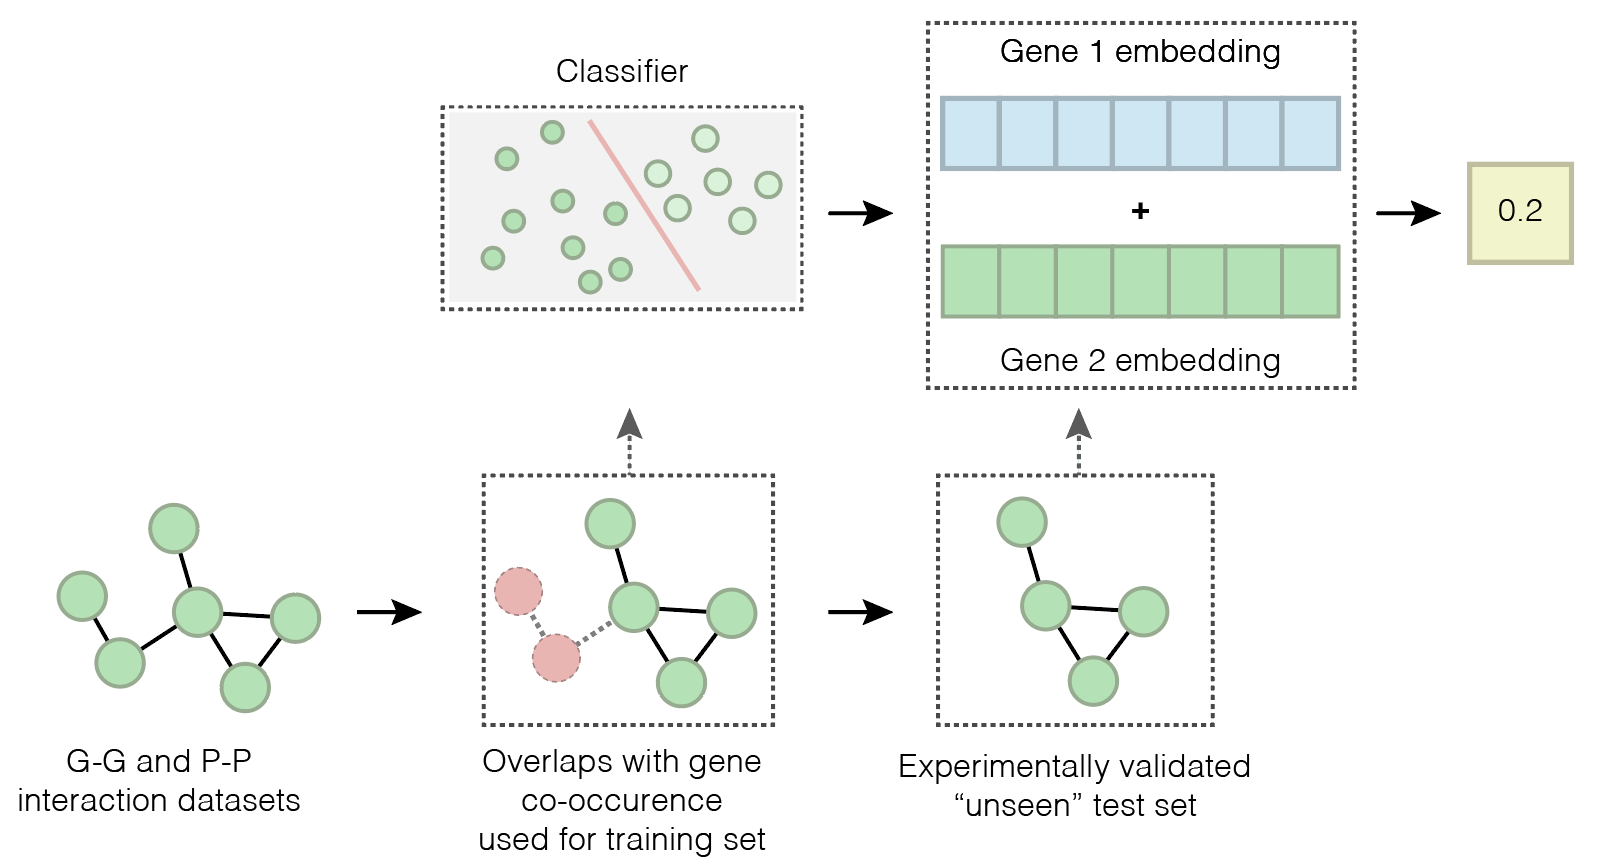 Classifier
Gene 1 embedding
+
Gene 2 embedding
0.2
G-G and P-P
interaction datasets
Overlaps with gene
co-occurence
used for training set
Experimentally validated
“unseen” test set